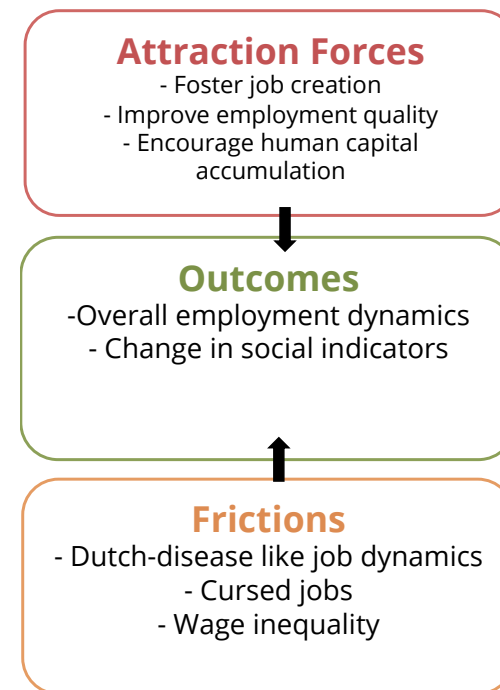 Attraction Forces
- Foster job creation
- Improve employment quality
- Encourage human capital
accumulation
Outcomes
-Overall employment dynamics
- Change in social indicators
Frictions
- Dutch-disease like job dynamics
- Cursed jobs
- Wage inequality